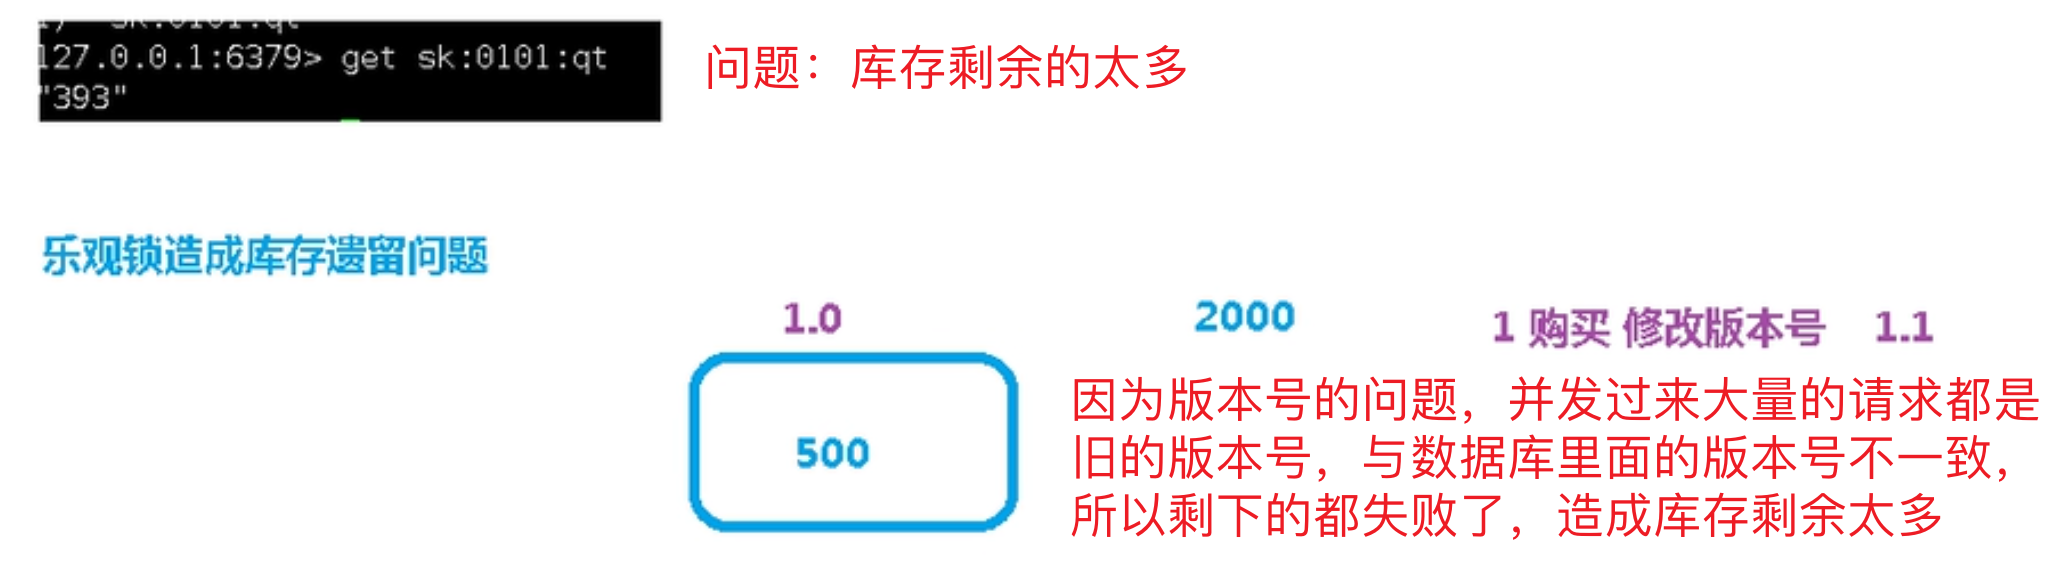 127.0.0.1:6379> get sk:0101:qt
"393"
问题：库存剩余的太多
乐观锁造成库存遗留问题
1.0
2000
1 购买 修改版本号 1.1
500
因为版本号的问题，并发过来大量的请求都是
旧的版本号，与数据库里面的版本号不一致，
所以剩下的都失败了，造成库存剩余太多